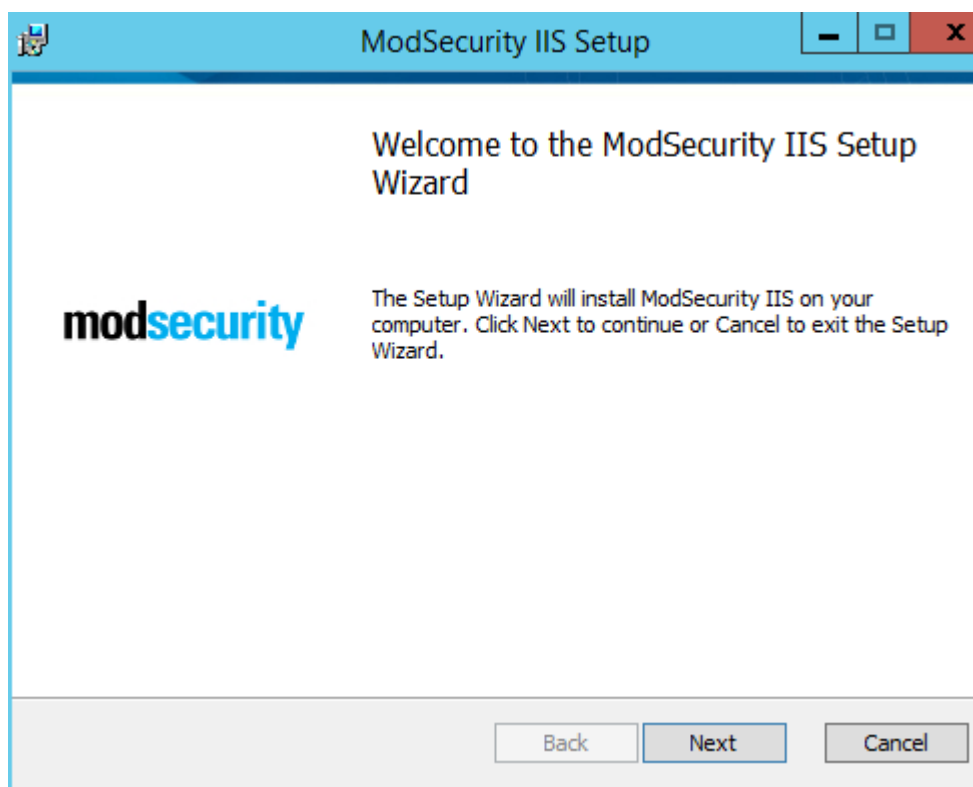 ModSecurity IIS Setup
Welcome to the ModSecurity IIS Setup
Wizard
modsecurity
The Setup Wizard will install ModSecurity IIS on your
computer. Click Next to continue or Cancel to exit the Setup
Wizard.
Back
Next
Cancel